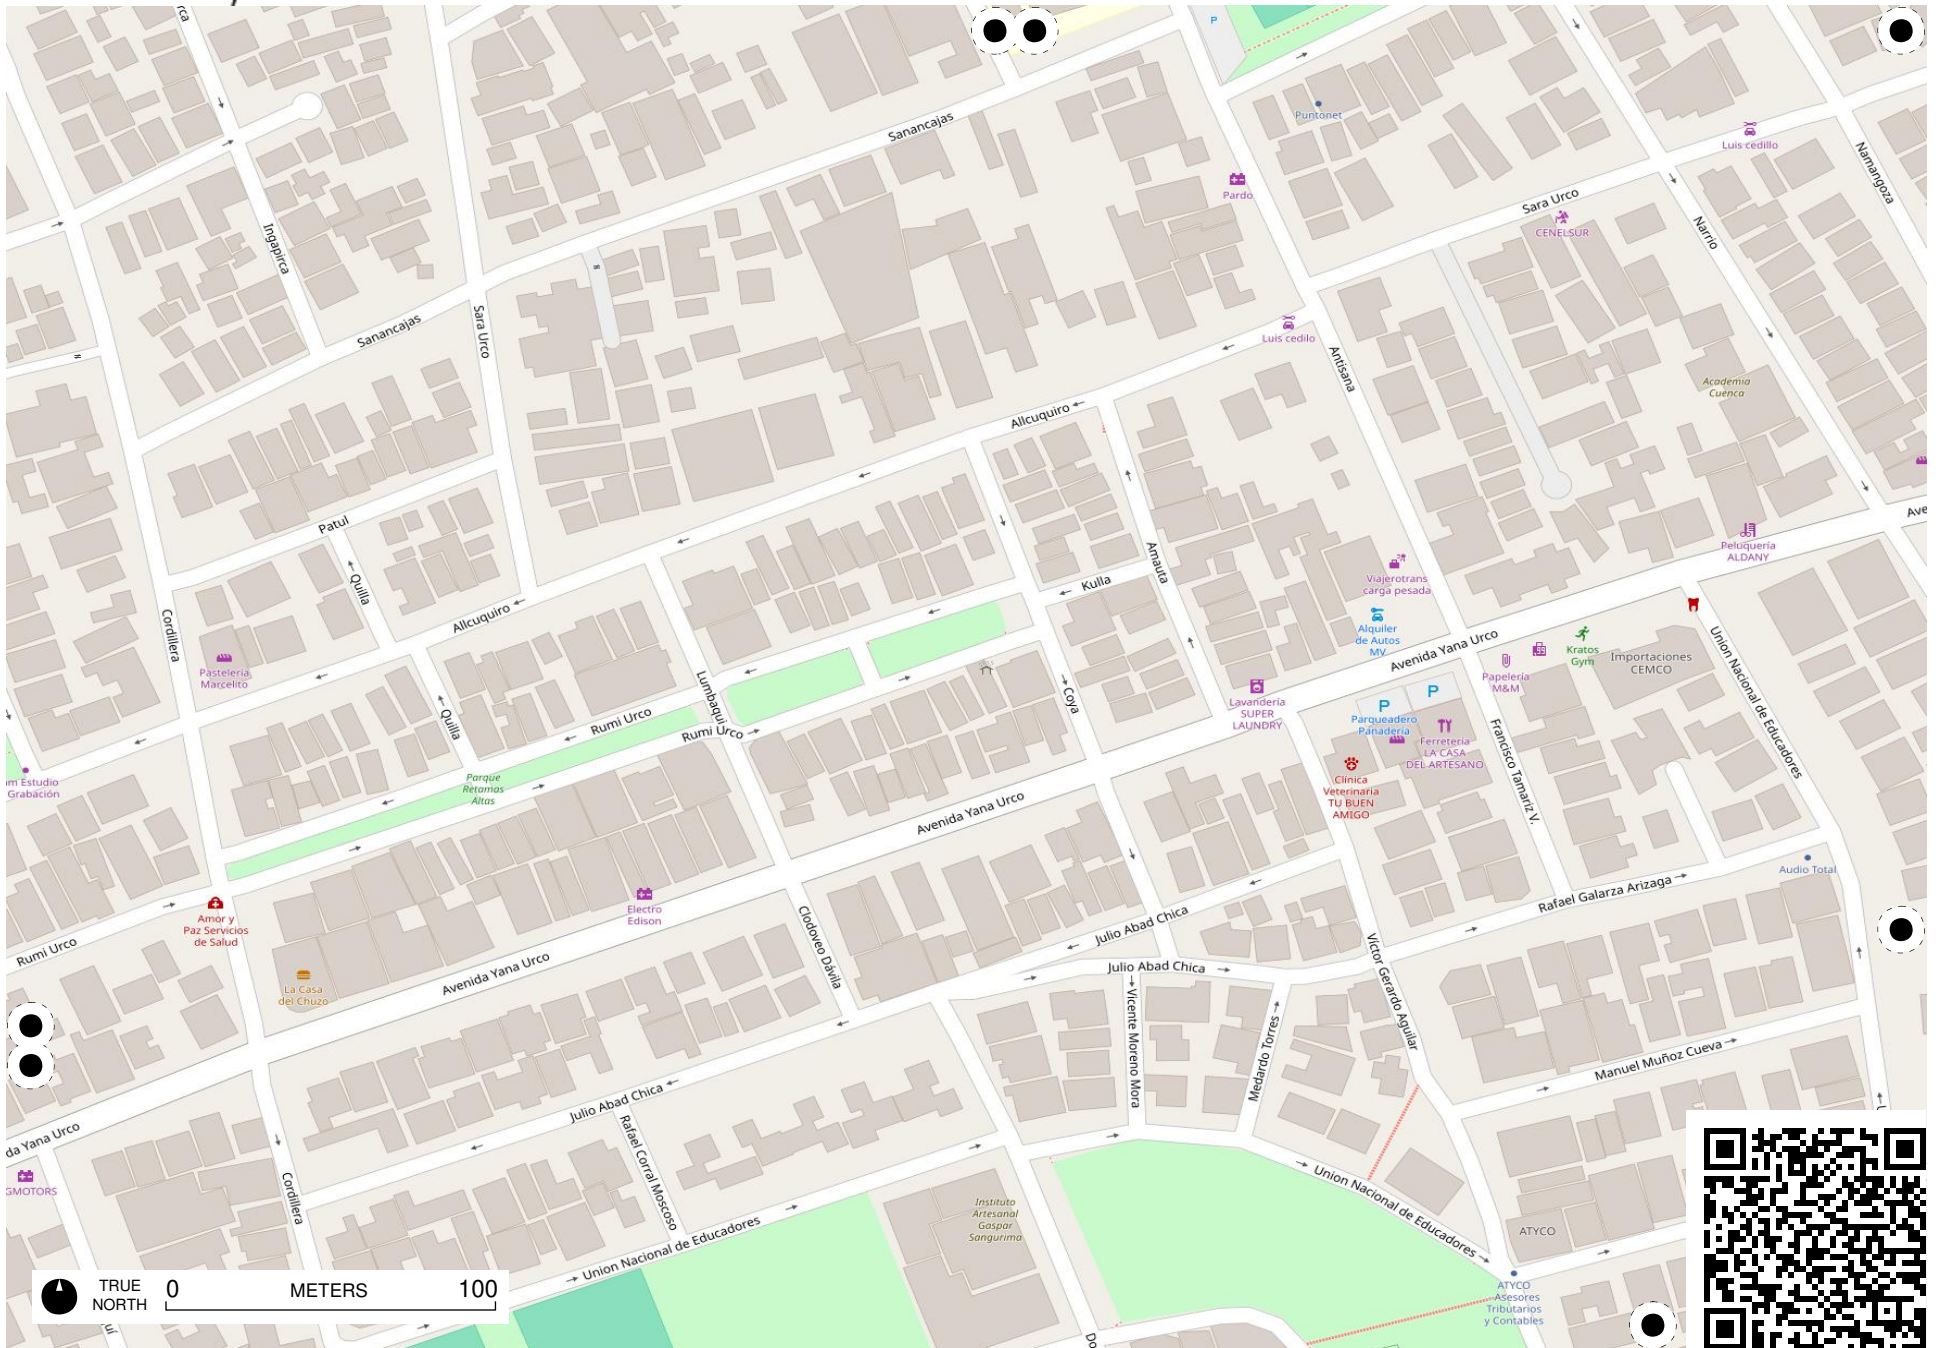 P
Puntonet
Luis cedillo
Sanancajas
Namangoza
Pardo
Sara Urco
CENELSUR
Narrio
Ingapirca
Sanancajas
Sara Urco
Luis cedilo
Antisana
Academia
Cuenca
Allcuquiro
Patul
Quilla
Amauta
Kulla
Peluquería
ALDANY
Viajerotrans
carga pesada
Allcuquiro
Cordillera
Alquiler
de Autos
MV
Avenida Yana Urco
Kratos
Gym
Importaciones
CEMCO
Union Nacional de Educadores
Pastelería
Marcelito
Papelería
M&M
Lumbaqui
Coya
Quilla
Rumi Urco
Rumi Urco
Lavandería
SUPER
LAUNDRY
P
P
Parqueadero
Panadería
Ferretería
LA CASA
DEL ARTESANO
Francisco Tamariz V.
Estudio
Grabación
Parque
Retamas
Altas
Clínica
Veterinaria
TU BUEN
AMIGO
Avenida Yana Urco
Audio Total
Rafael Galarza Arizaga
Electro
Edison
Amor y
Paz Servicios
de Salud
Clodoveo Dávila
Julio Abad Chica
Rumi Urco
Víctor Gerardo Aguilar
Avenida Yana Urco
La Casa
del Chuzo
Julio Abad Chica
Vicente Moreno Mora
Medardo Torres
Manuel Muñoz Cueva
Julio Abad Chica
Rafael Corral Moscoso
Yana Urco
GMOTORS
Cordillera
Union Nacional de Educadores
Instituto
Artesanal
Gaspar
Sangurima
Union Nacional de Educadores
ATYCO
ATYCO
Asesores
Tributarios
y Contables
TRUE
NORTH
0 METERS 100